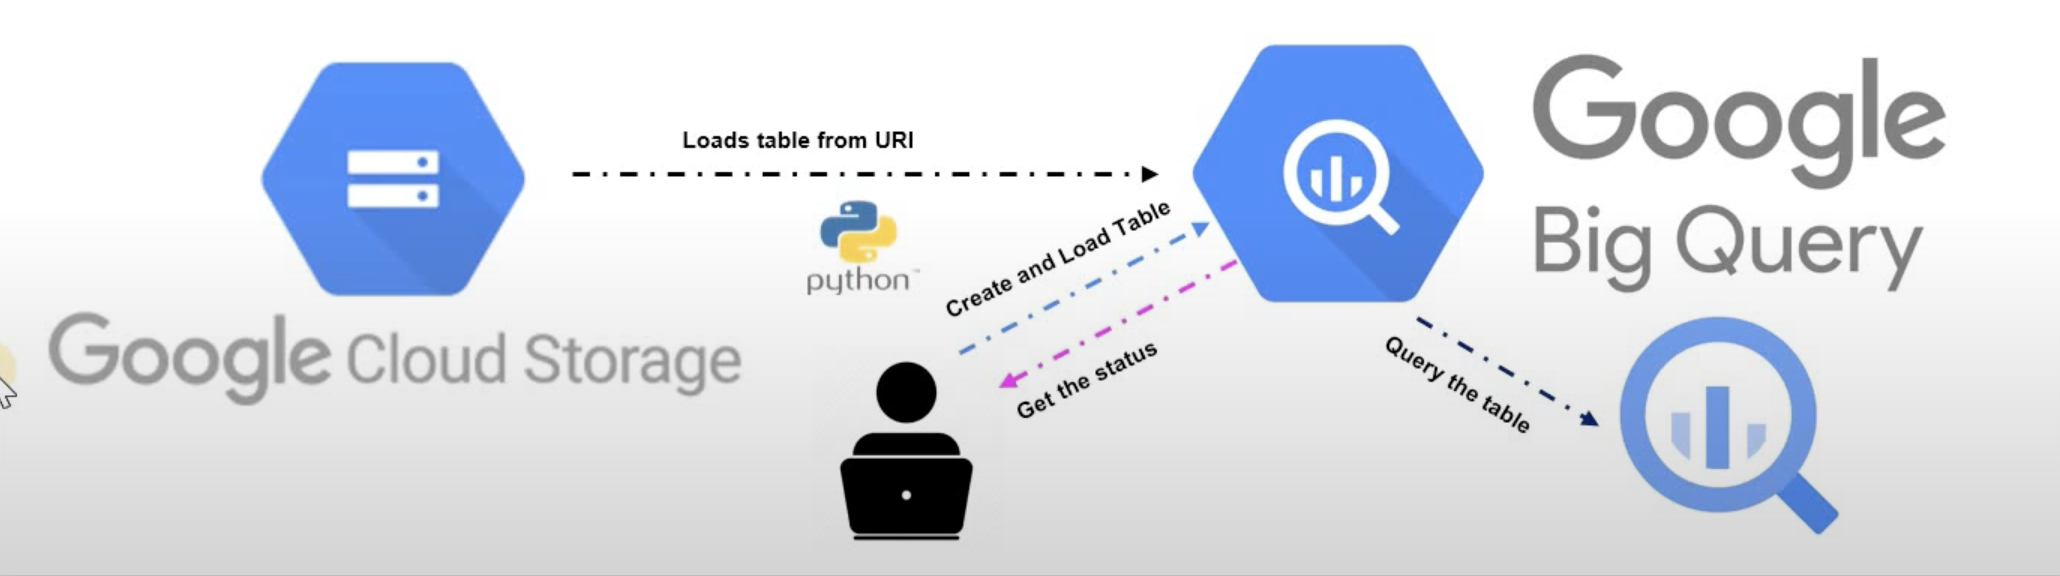 Loads table from URI
python™
Google Cloud Storage
Create and Load Table
Get the status
Google
Big Query
Query the table